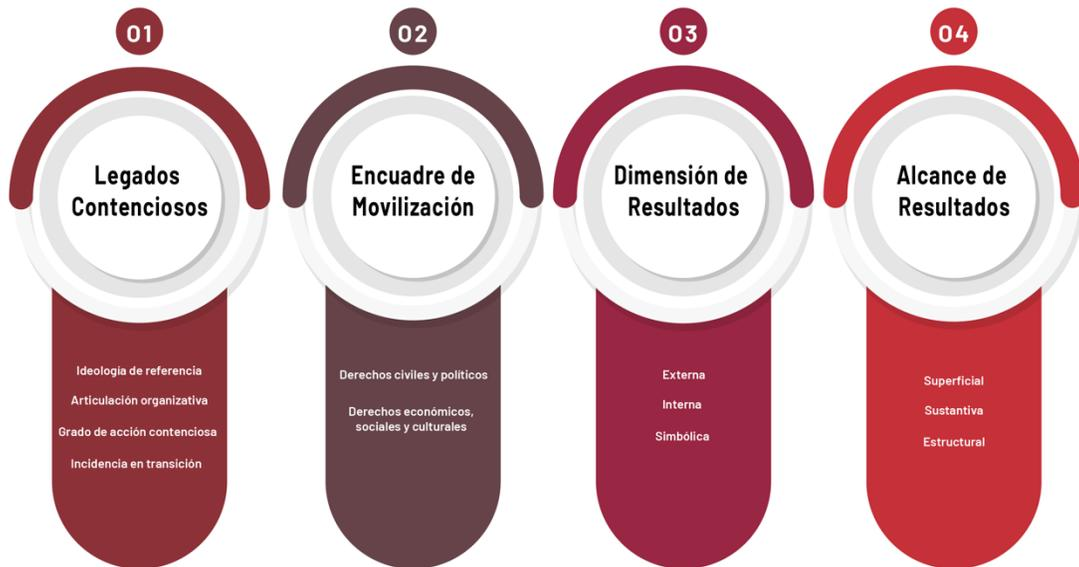 01
Legados
Contenciosos
Ideología de referencia
Articulación organizativa
Grado de acción contenciosa
Incidencia en transición
02
Encuadre de
Movilización
Derechos civiles y políticos
Derechos económicos,
sociales y culturales
03
Dimensión de
Resultados
Externa
Interna
Simbólica
04
Alcance de
Resultados
Superficial
Sustantiva
Estructural